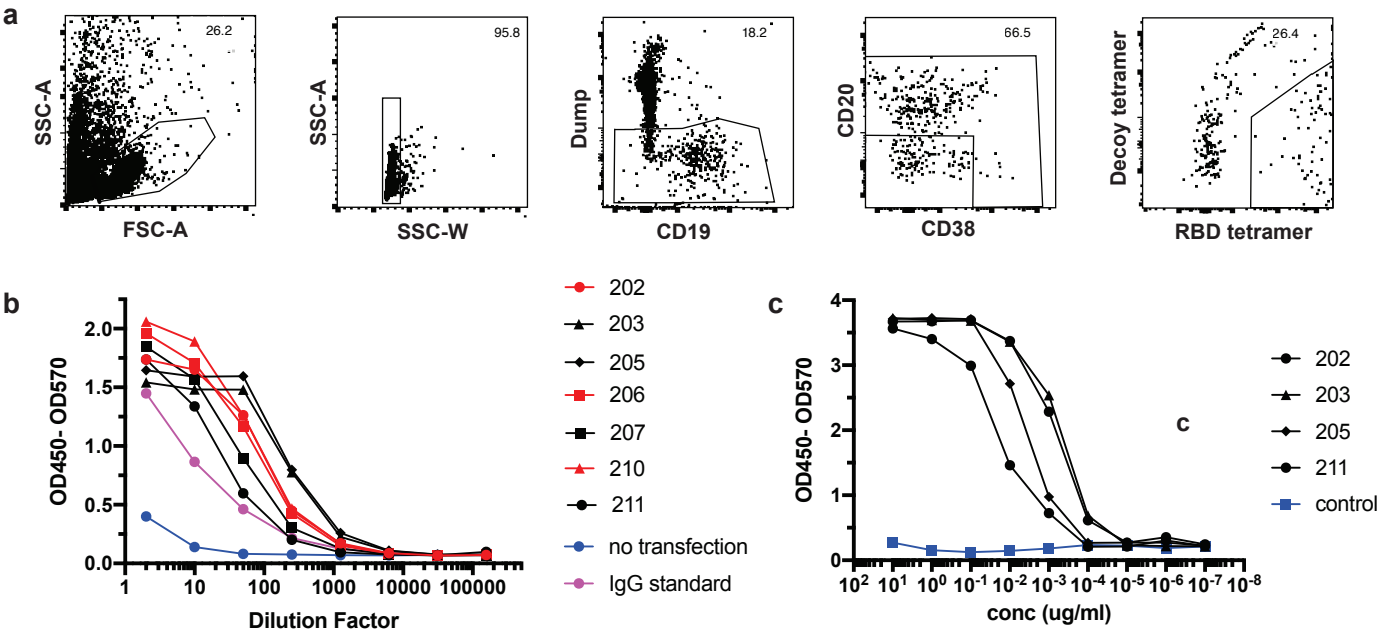 a
26.2
SSC-A
FSC-A
95.8
SSC-A
SSC-W
18.2
Dump
CD19
66.5
CD20
CD38
26.4
Decoy tetramer
RBD tetramer
b
OD450- OD570
2.0
1.5
1.0
0.5
0.0
1 10 100 1000 10000 100000
Dilution Factor
202
203
205
206
207
210
211
no transfection
IgG standard
c
OD450- OD570
4
3
2
1
0
10² 10¹ 10⁰ 10⁻¹ 10⁻² 10⁻³ 10⁻⁴ 10⁻⁵ 10⁻⁶ 10⁻⁷ 10⁻⁸
conc (ug/ml)
c
202
203
205
211
control